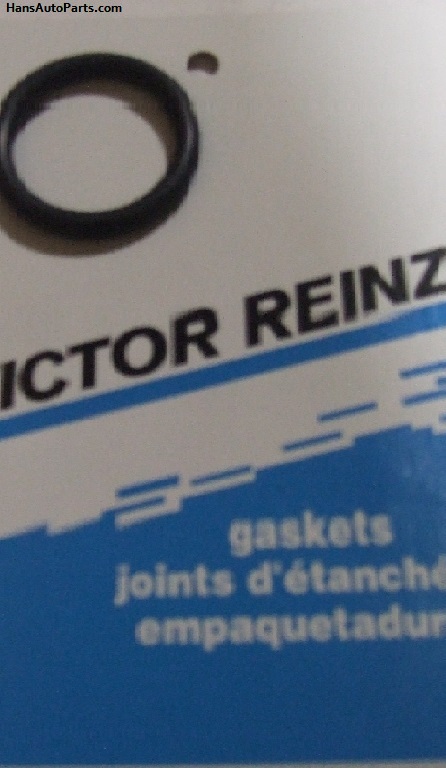 HansAutoParts.com
ICTOR REINZ
gaskets
joints d'étanché
empaquetadur